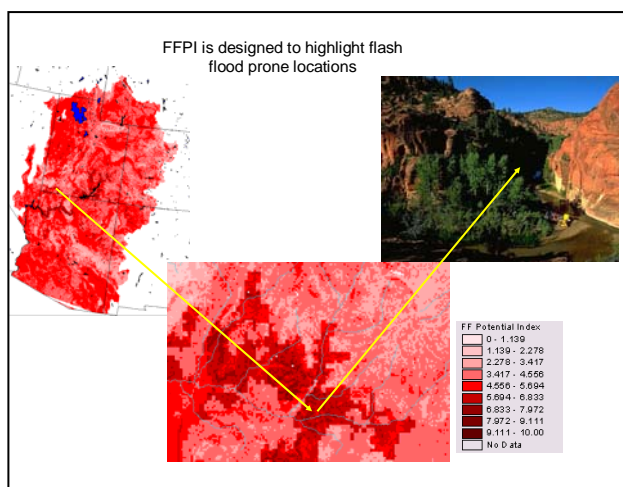 FFPI is designed to highlight flash
flood prone locations
FF Potential Index
0 - 1.139
1.139 - 2.278
2.278 - 3.417
3.417 - 4.556
4.556 - 5.694
5.694 - 6.833
6.833 - 7.972
7.972 - 9.111
9.111 - 10.00
No Data